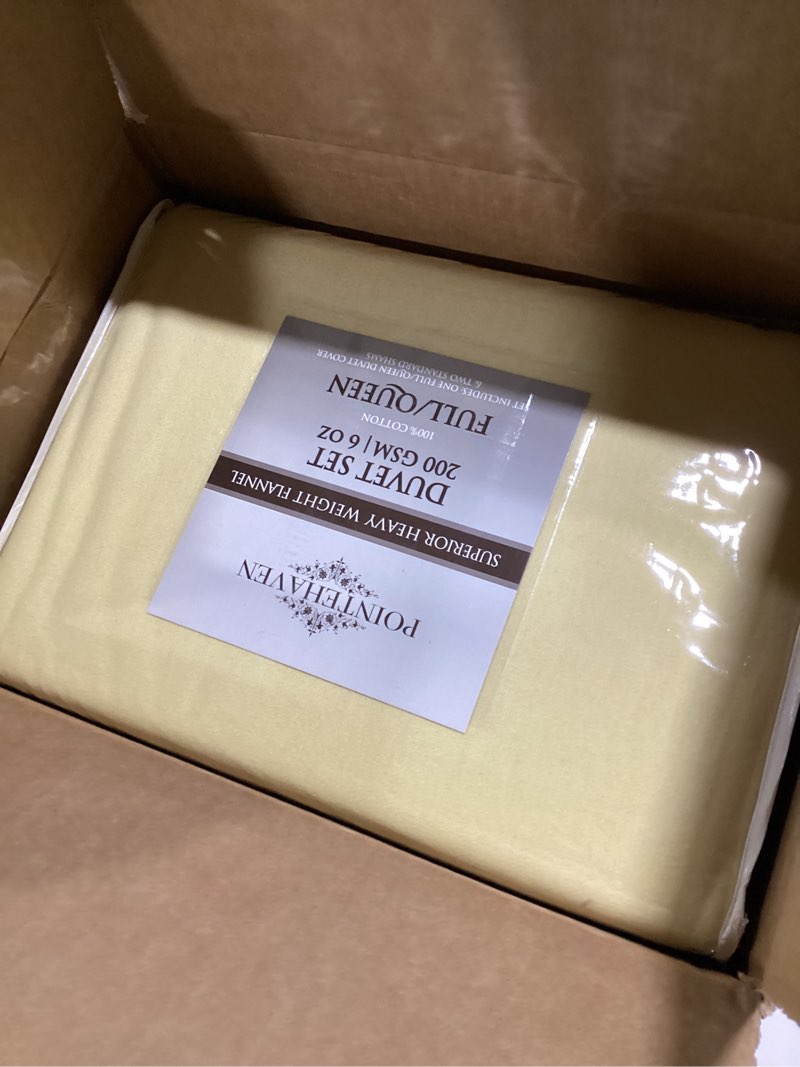 POINTEHAVEN
SUPERIOR HEAVY WEIGHT FLANNEL
DUVET SET
200 GSM | 6 OZ
100% COTTON
FULL/QUEEN
SET INCLUDES: ONE FULL/QUEEN DUVET COVER
& TWO STANDARD SHAMS